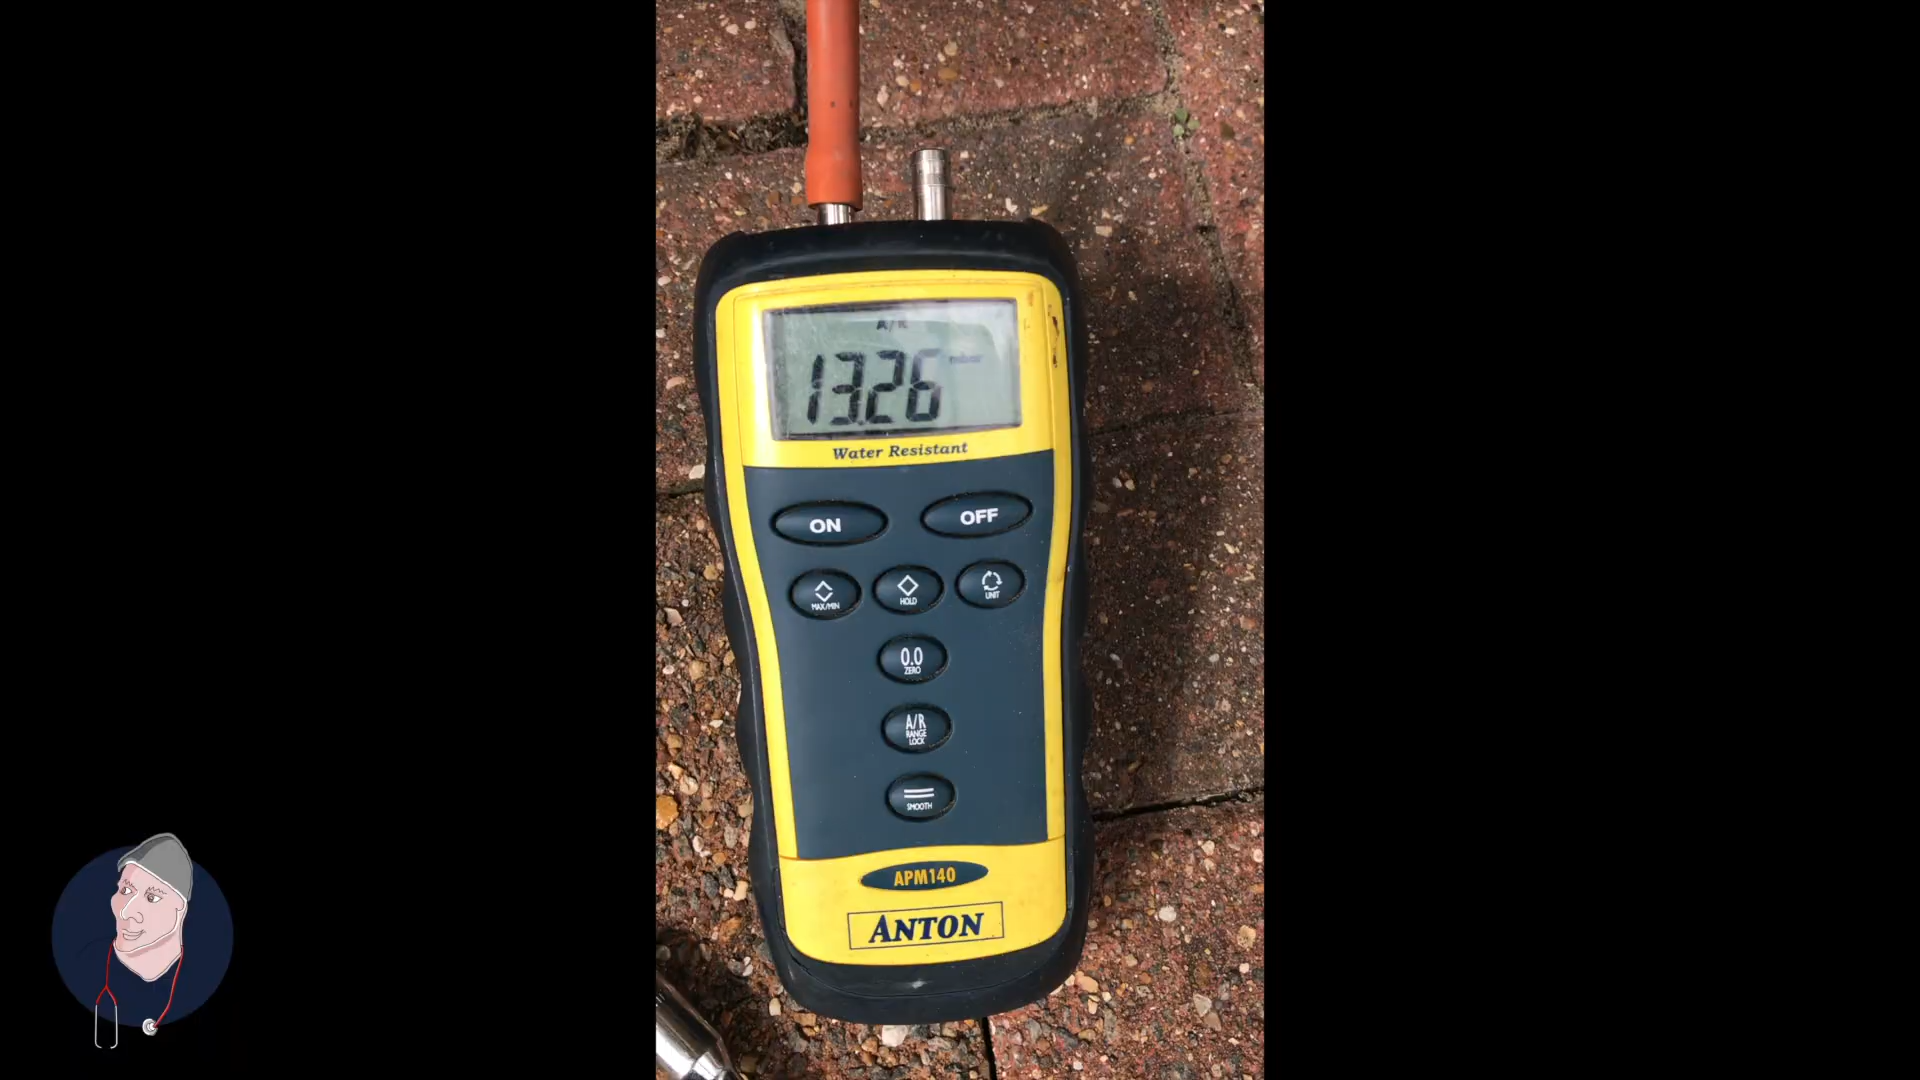 A/R
13.26 mbar
Water Resistant
ON OFF
MAX/MIN HOLD UNIT
0.0
ZERO
A/R
RANGE
LOCK
SMOOTH
APM140
ANTON